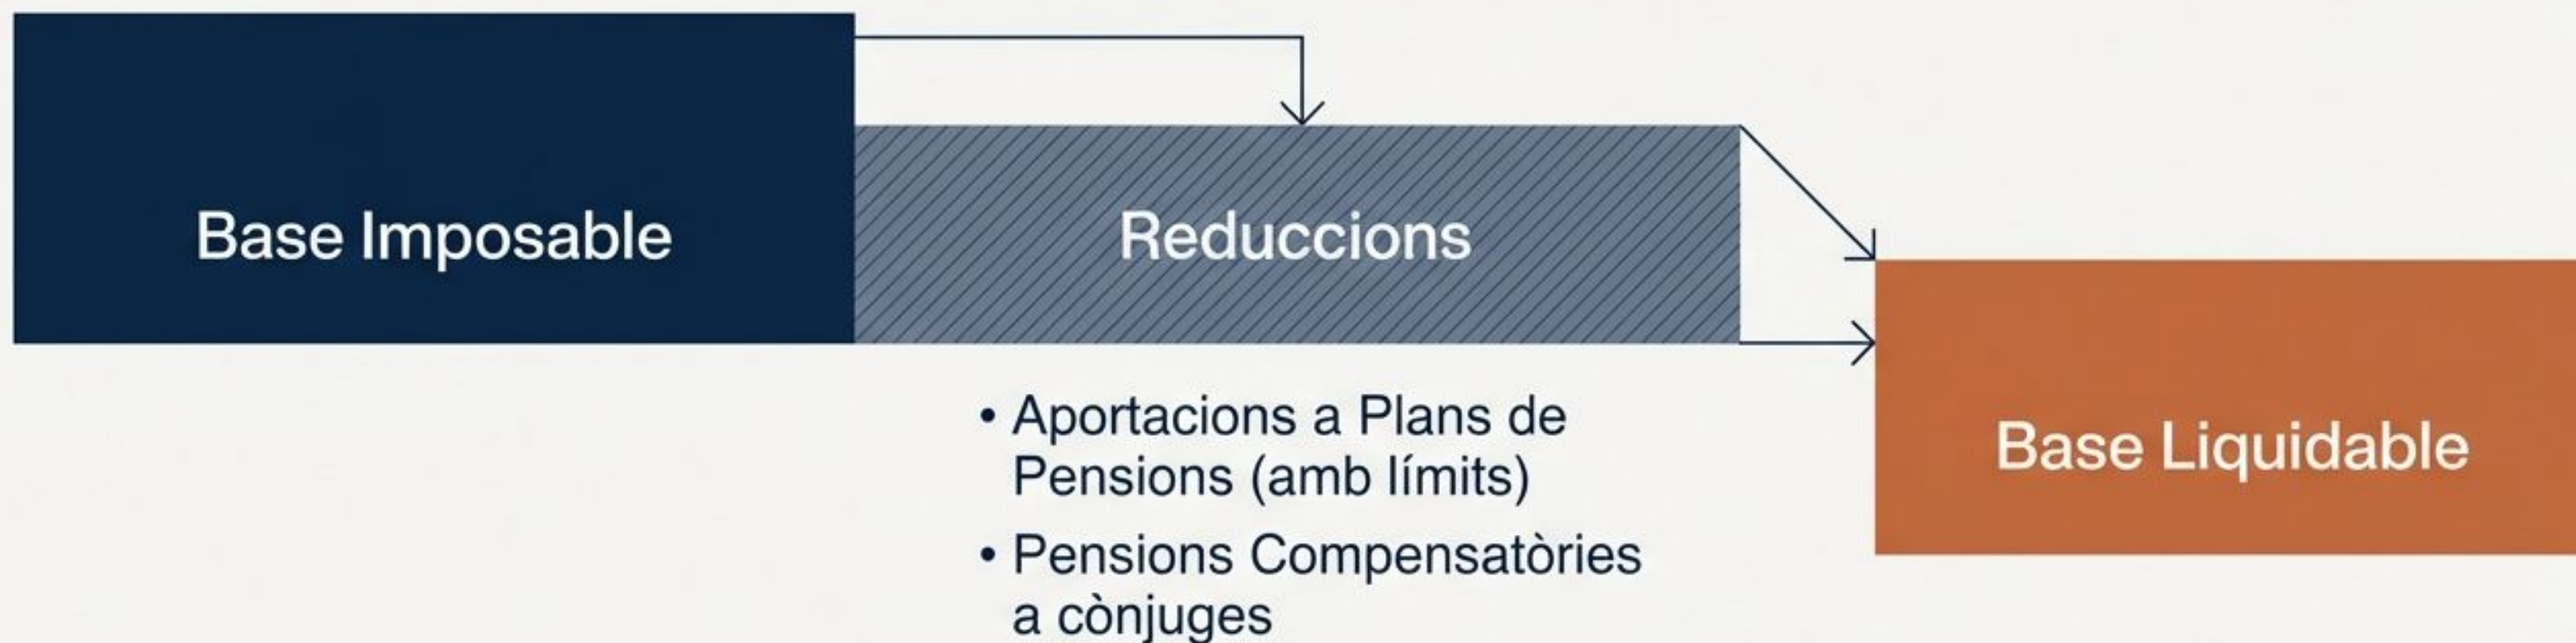 Base Imposable
Reduccions
• Aportacions a Plans de
Pensions (amb límits)
• Pensions Compensatòries
a cònjuges
Base Liquidable